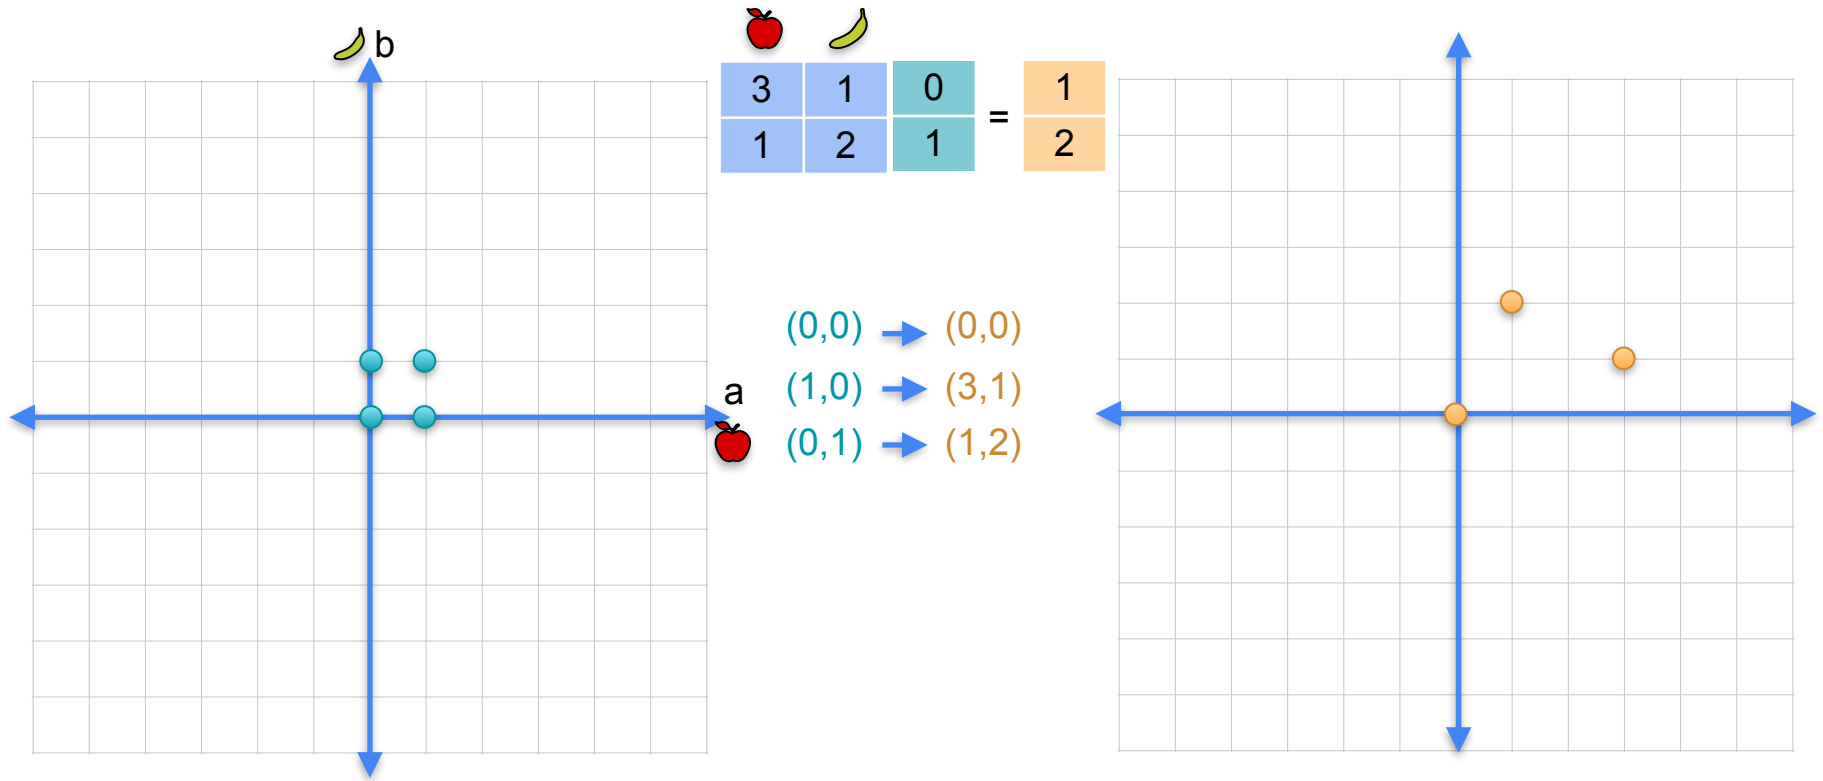 b
3 1 0 = 1
1 2 1 2
(0,0) (0,0)
a
(1,0) (3,1)
(0,1) (1,2)